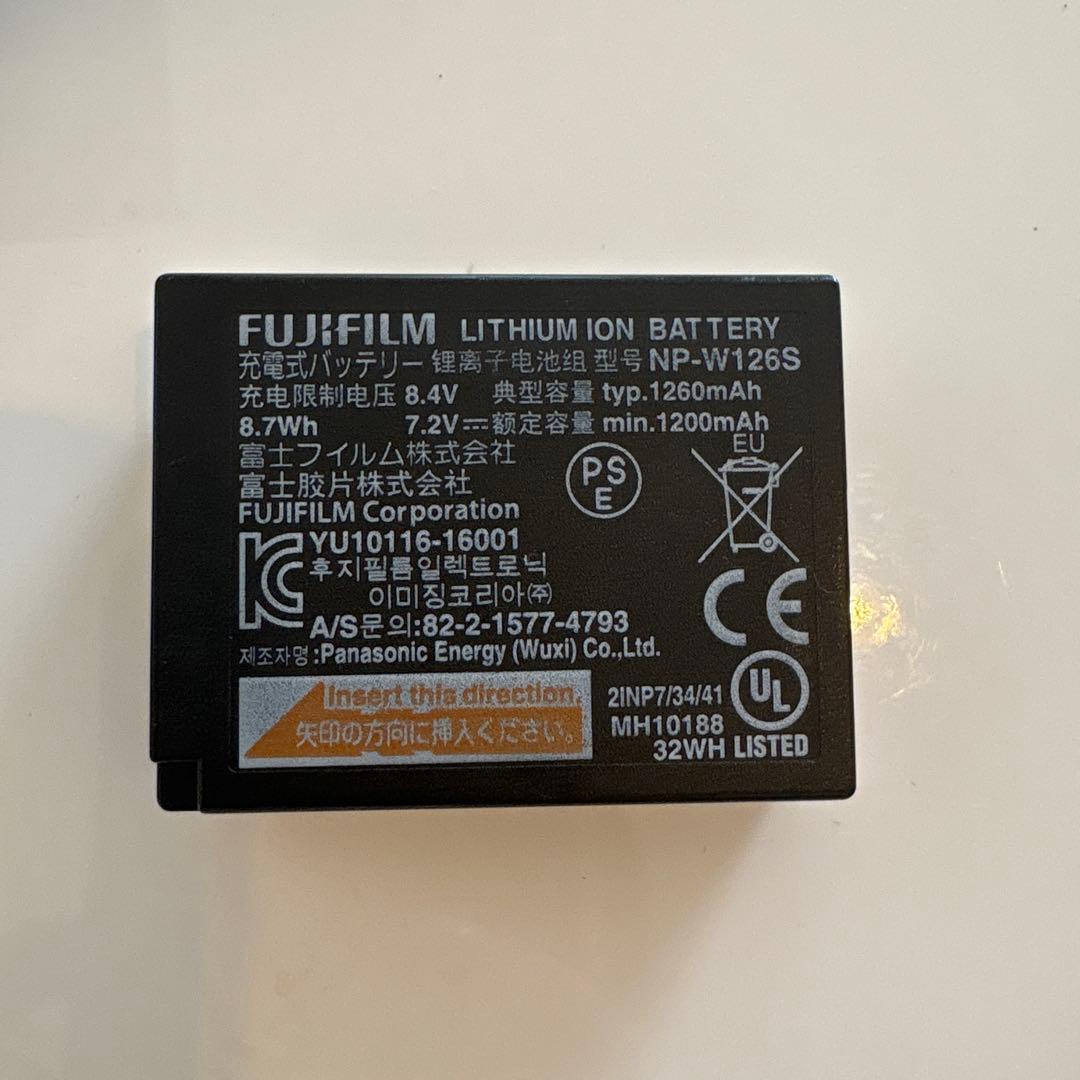 FUJIFILM LITHIUM ION BATTERY
充電式バッテリー 锂离子电池组 型号 NP-W126S
充电限制电压 8.4V 典型容量 typ.1260mAh
8.7Wh 7.2V⎓额定容量 min.1200mAh
富士フイルム株式会社
富士胶片株式会社
FUJIFILM Corporation
PS
E
EU
YU10116-16001
후지필름일렉트로닉
이미징코리아㈜
A/S문의:82-2-1577-4793
제조자명:Panasonic Energy (Wuxi) Co.,Ltd.
KC
CE
Insert this direction.
矢印の方向に挿入ください。
2INP7/34/41
MH10188
UL
32WH LISTED